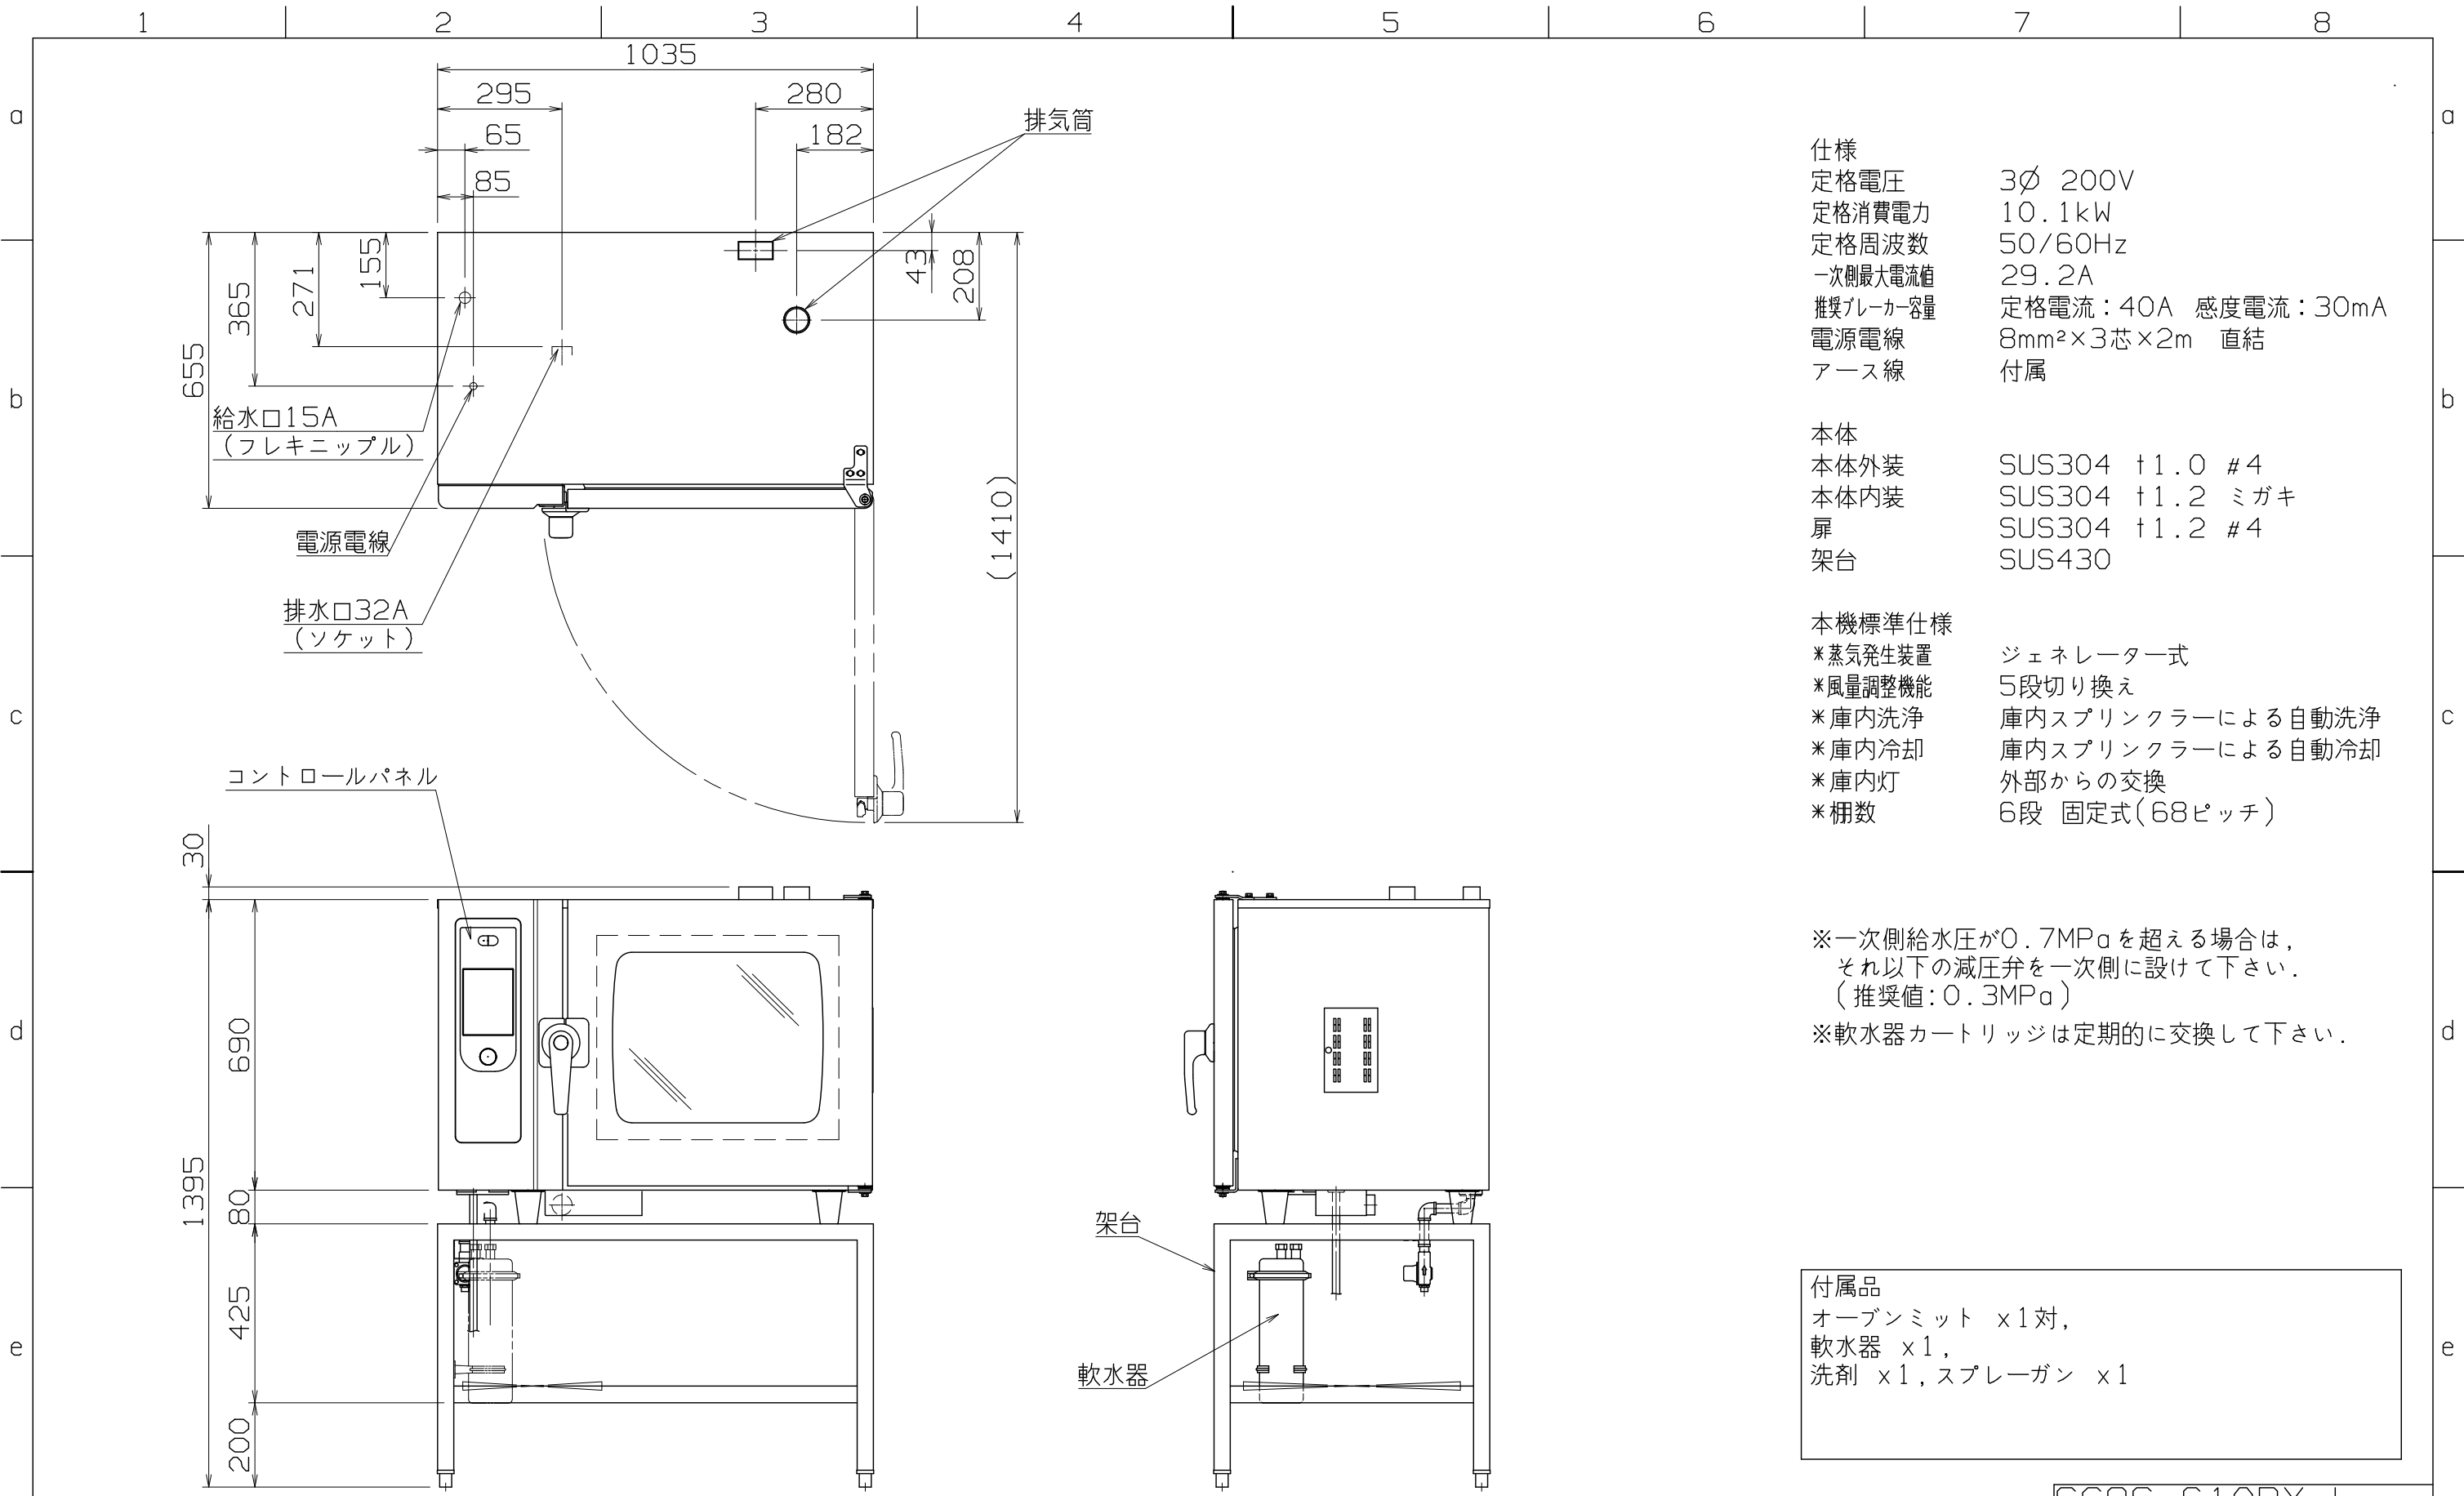 1 2 3 4 5 6 7 8
a
b
c
d
e
a
b
c
d
e
1035
295
280
65
182
85
排気筒
155
271
365
655
43
208
(1410)
給水口15A
(フレキニップル)
電源電線
排水口32A
(ソケット)
コントロールパネル
30
690
1395
80
425
200
架台
軟水器
仕様
定格電圧 3∅ 200V
定格消費電力 10.1kW
定格周波数 50/60Hz
一次側最大電流値 29.2A
推奨ブレーカー容量 定格電流:40A 感度電流:30mA
電源電線 8mm²×3芯×2m 直結
アース線 付属
本体
本体外装 SUS304 t1.0 #4
本体内装 SUS304 t1.2 ミガキ
扉 SUS304 t1.2 #4
架台 SUS430
本機標準仕様
*蒸気発生装置 ジェネレーター式
*風量調整機能 5段切り換え
*庫内洗浄 庫内スプリンクラーによる自動洗浄
*庫内冷却 庫内スプリンクラーによる自動冷却
*庫内灯 外部からの交換
*棚数 6段 固定式(68ピッチ)
※一次側給水圧が0.7MPaを超える場合は,
それ以下の減圧弁を一次側に設けて下さい.
(推奨値:0.3MPa)
※軟水器カートリッジは定期的に交換して下さい.
付属品
オーブンミット x1対,
軟水器 x1,
洗剤 x1,スプレーガン x1